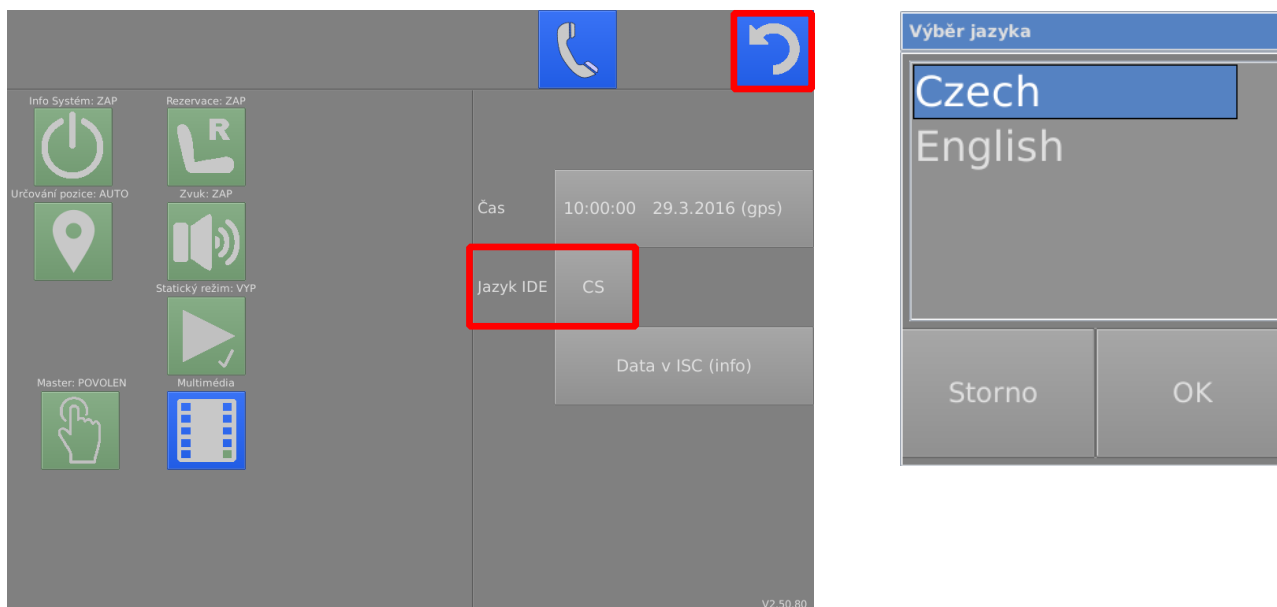 Info Systém: ZAP
Rezervace: ZAP
R
Určování pozice: AUTO
Zvuk: ZAP
Statický režim: VYP
Master: POVOLEN
Multimédia
Čas
10:00:00 29.3.2016 (gps)
Jazyk IDE
CS
Data v ISC (info)
V2.50.80
Výběr jazyka
Czech
English
Storno
OK